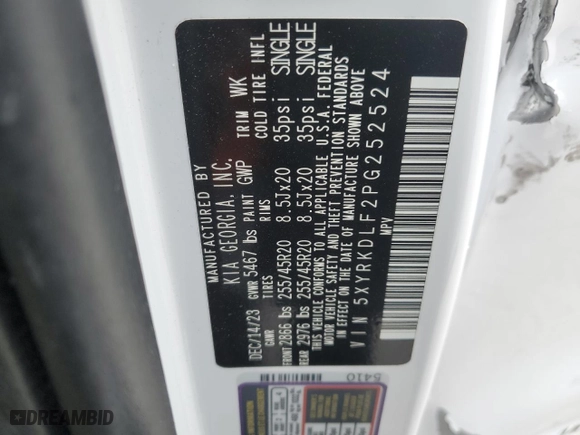 MANUFACTURED BY
KIA GEORGIA, INC.
DEC/14/23 GVWR 5467 lbs PAINT GWP TRIM WK
GAWR TIRES RIMS COLD TIRE INFL
FRONT 2866 lbs 255/45R20 8.5Jx20 35psi SINGLE
REAR 2976 lbs 255/45R20 8.5Jx20 35psi SINGLE
THIS VEHICLE CONFORMS TO ALL APPLICABLE U.S.A. FEDERAL
MOTOR VEHICLE SAFETY AND THEFT PREVENTION STANDARDS
IN EFFECT ON THE DATE OF MANUFACTURE SHOWN ABOVE
VIN 5XYRKDLF2PG252524
MPV
5410
DREAMBID